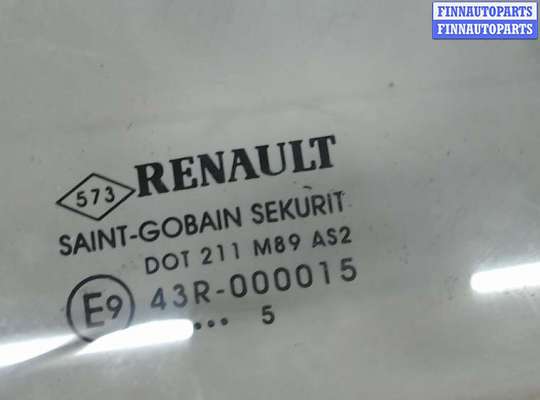 FINNAUTOPARTS
FINNAUTOPARTS
573 RENAULT
SAINT-GOBAIN SEKURIT
DOT 211 M89 AS2
E9 43R-000015
... 5